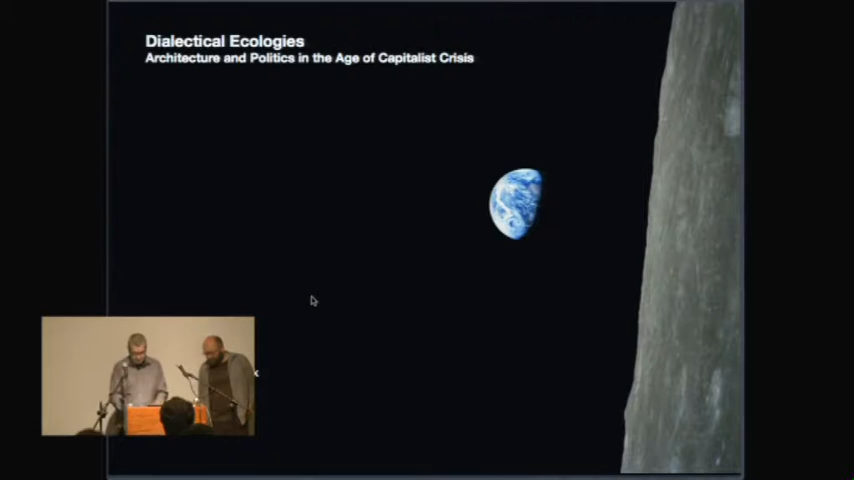 Dialectical Ecologies
Architecture and Politics in the Age of Capitalist Crisis
x